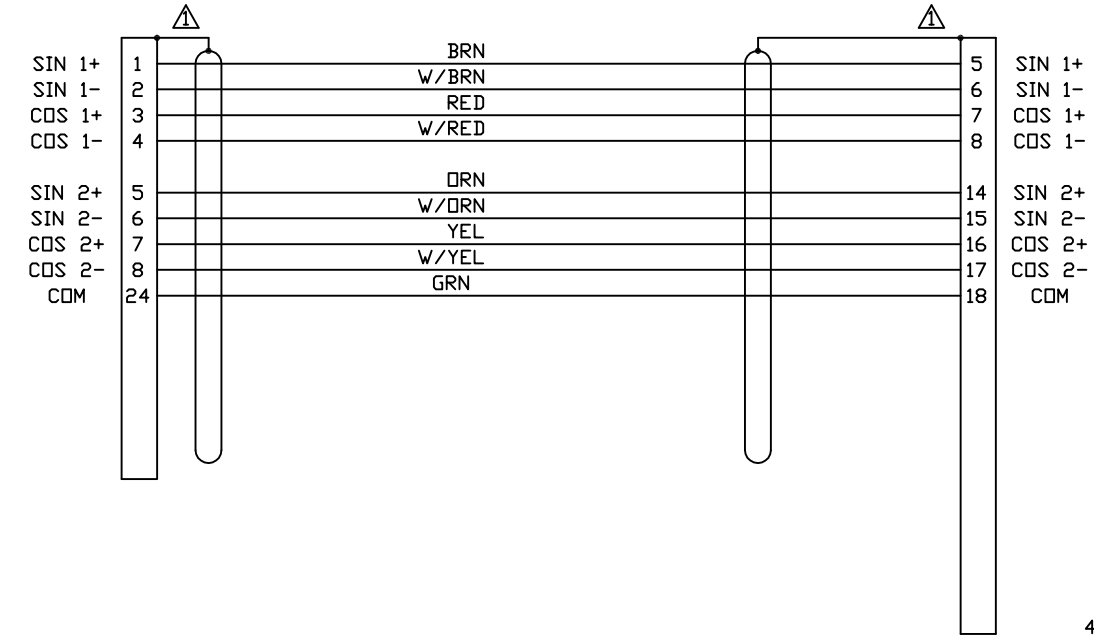 1 1
BRN
SIN 1+ 1 5 SIN 1+
W/BRN
SIN 1- 2 6 SIN 1-
RED
COS 1+ 3 7 COS 1+
W/RED
COS 1- 4 8 COS 1-
ORN
SIN 2+ 5 14 SIN 2+
W/ORN
SIN 2- 6 15 SIN 2-
YEL
COS 2+ 7 16 COS 2+
W/YEL
COS 2- 8 17 COS 2-
GRN
COM 24 18 COM
4